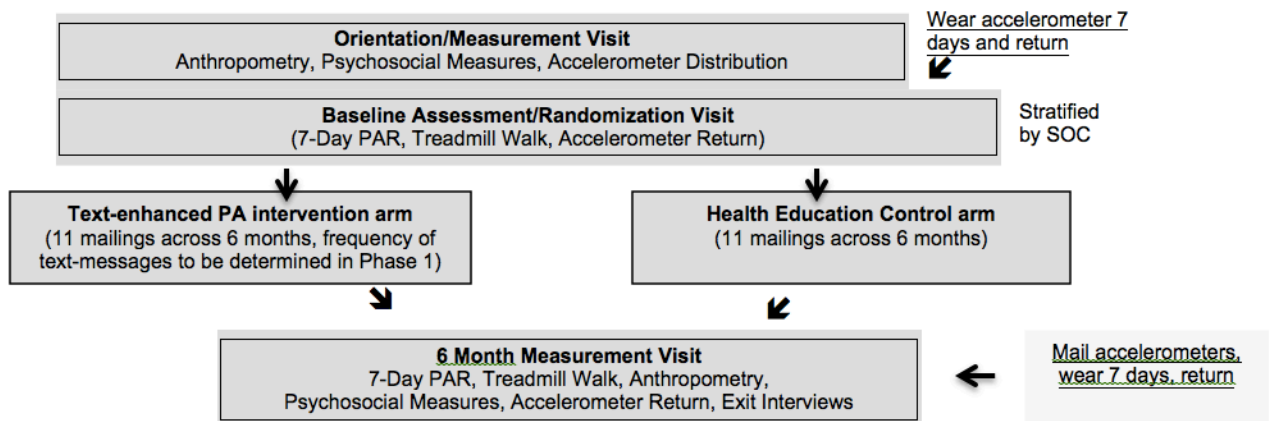 Orientation/Measurement Visit
Anthropometry, Psychosocial Measures, Accelerometer Distribution
Wear accelerometer 7
days and return
Baseline Assessment/Randomization Visit
(7-Day PAR, Treadmill Walk, Accelerometer Return)
Stratified
by SOC
Text-enhanced PA intervention arm
(11 mailings across 6 months, frequency of
text-messages to be determined in Phase 1)
Health Education Control arm
(11 mailings across 6 months)
6 Month Measurement Visit
7-Day PAR, Treadmill Walk, Anthropometry,
Psychosocial Measures, Accelerometer Return, Exit Interviews
Mail accelerometers,
wear 7 days, return